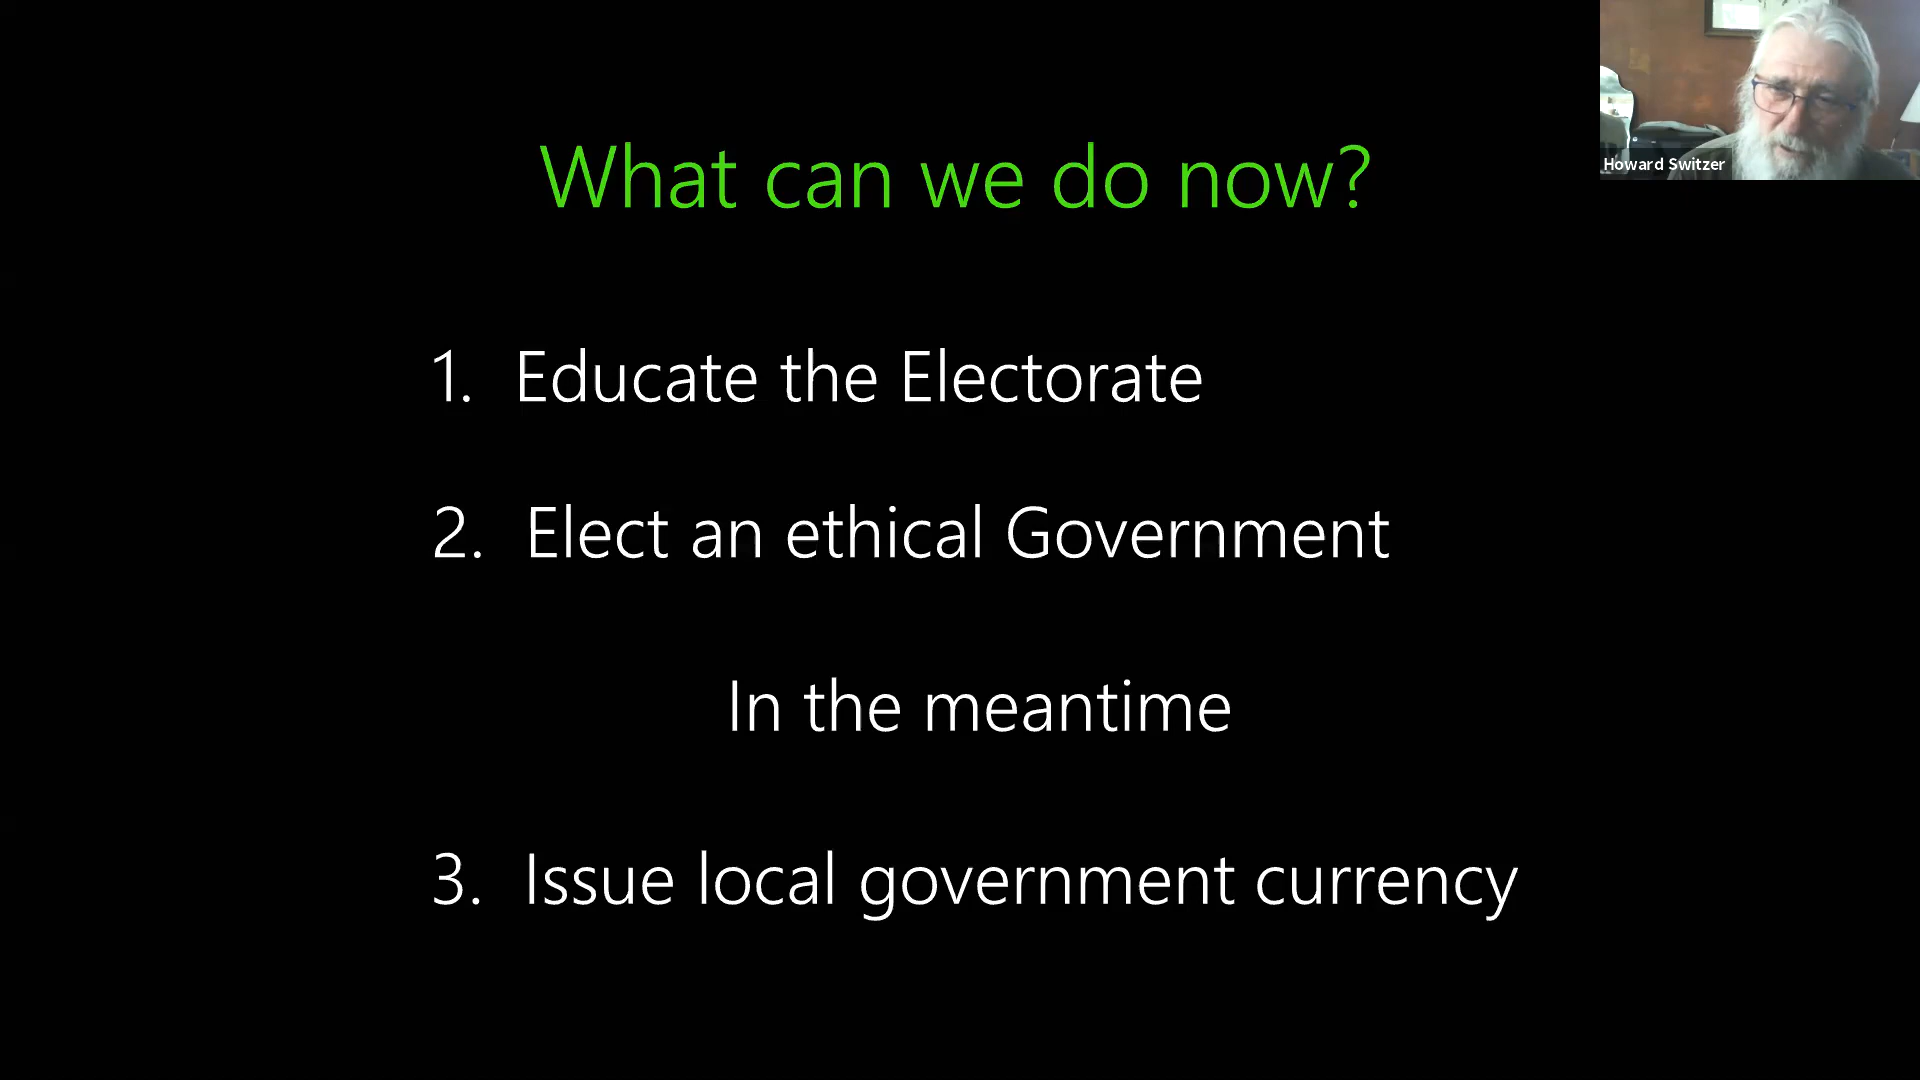 What can we do now?
Howard Switzer
1. Educate the Electorate
2. Elect an ethical Government
In the meantime
3. Issue local government currency